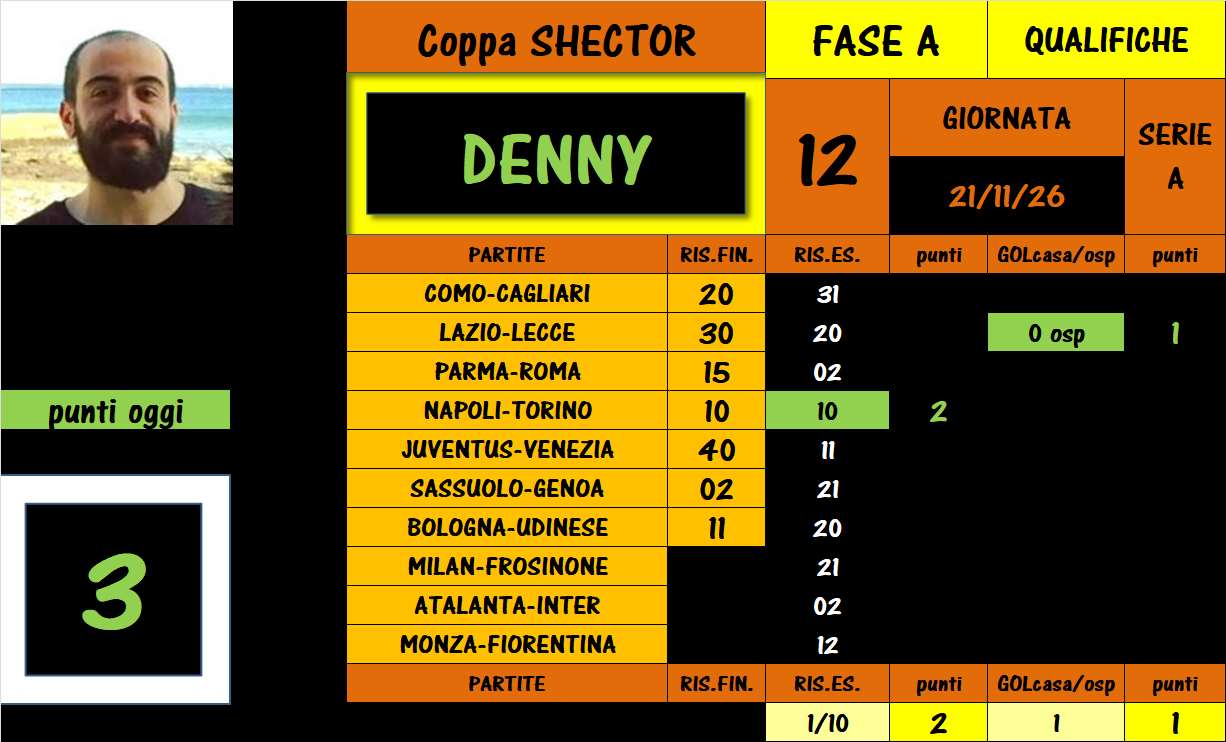 Coppa SHECTOR FASE A QUALIFICHE
DENNY 12 GIORNATA SERIE A
21/11/26
PARTITE RIS.FIN. RIS.ES. punti GOLcasa/osp punti
COMO-CAGLIARI 20 31
LAZIO-LECCE 30 20 0 osp 1
PARMA-ROMA 15 02
punti oggi
NAPOLI-TORINO 10 10 2
JUVENTUS-VENEZIA 40 11
SASSUOLO-GENOA 02 21
BOLOGNA-UDINESE 11 20
3
MILAN-FROSINONE 21
ATALANTA-INTER 02
MONZA-FIORENTINA 12
PARTITE RIS.FIN. RIS.ES. punti GOLcasa/osp punti
1/10 2 1 1